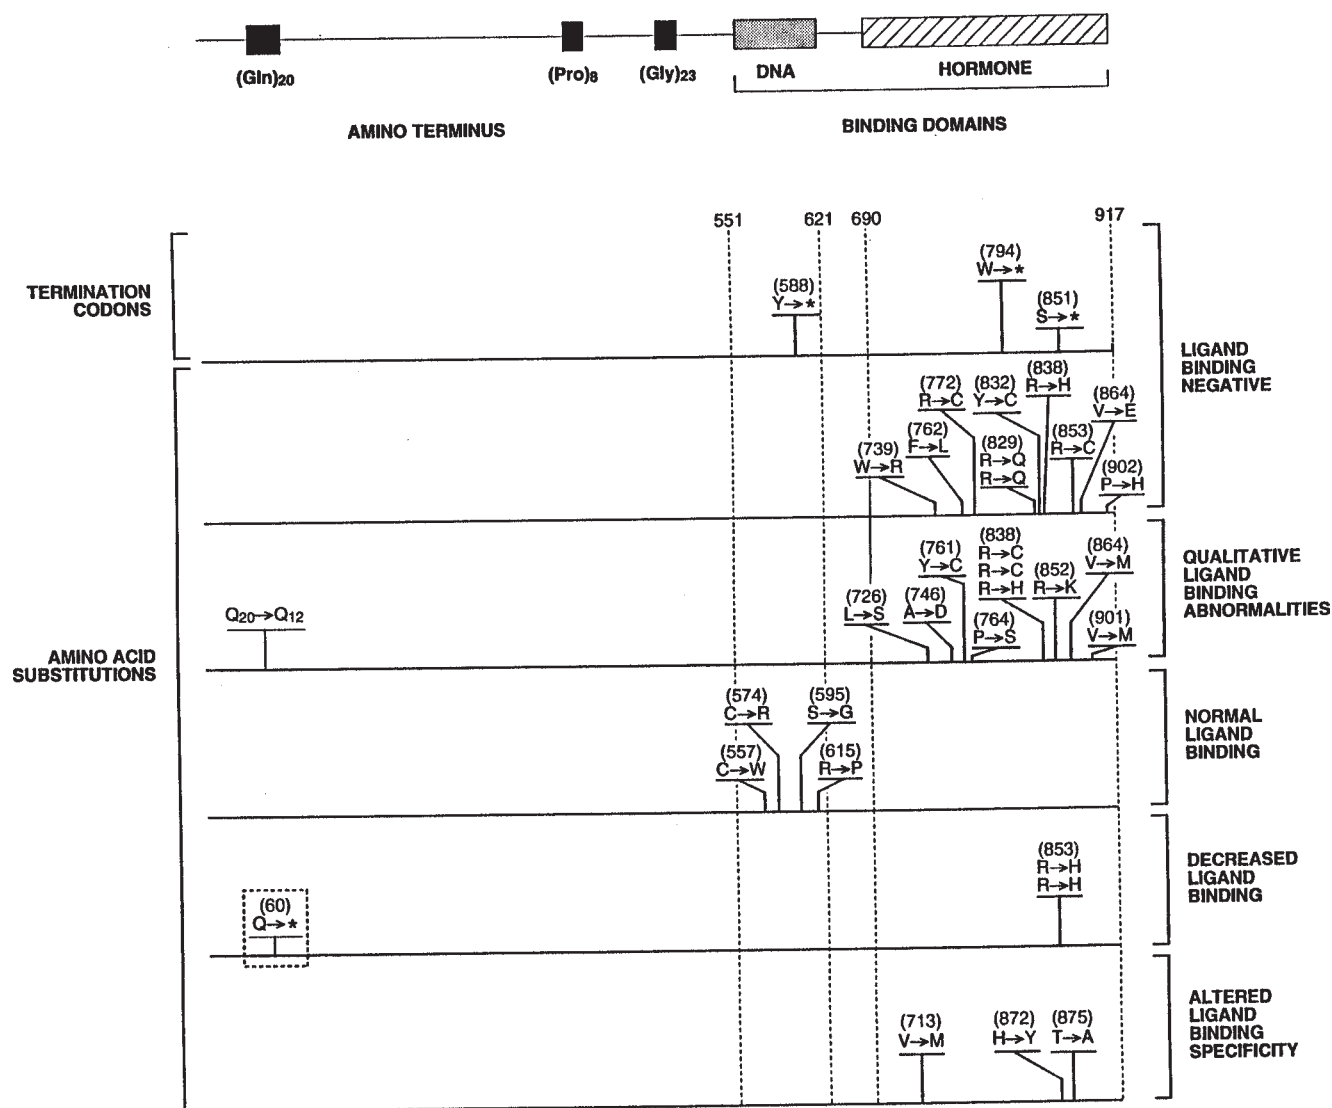 (Gln)20
(Pro)8
(Gly)23
DNA
HORMONE
AMINO TERMINUS
BINDING DOMAINS
551
621
690
917
TERMINATION
CODONS
(588)
Y→*
(794)
W→*
(851)
S→*
LIGAND
BINDING
NEGATIVE
(739)
W→R
(762)
F→L
(772)
R→C
(832)
Y→C
(829)
R→Q
R→Q
(838)
R→H
(853)
R→C
(864)
V→E
(902)
P→H
AMINO ACID
SUBSTITUTIONS
Q20→Q12
(726)
L→S
(746)
A→D
(761)
Y→C
(764)
P→S
(838)
R→C
R→C
R→H
(852)
R→K
(864)
V→M
(901)
V→M
QUALITATIVE
LIGAND
BINDING
ABNORMALITIES
(574)
C→R
(595)
S→G
(557)
C→W
(615)
R→P
NORMAL
LIGAND
BINDING
(60)
Q→*
(853)
R→H
R→H
DECREASED
LIGAND
BINDING
(713)
V→M
(872)
H→Y
(875)
T→A
ALTERED
LIGAND
BINDING
SPECIFICITY